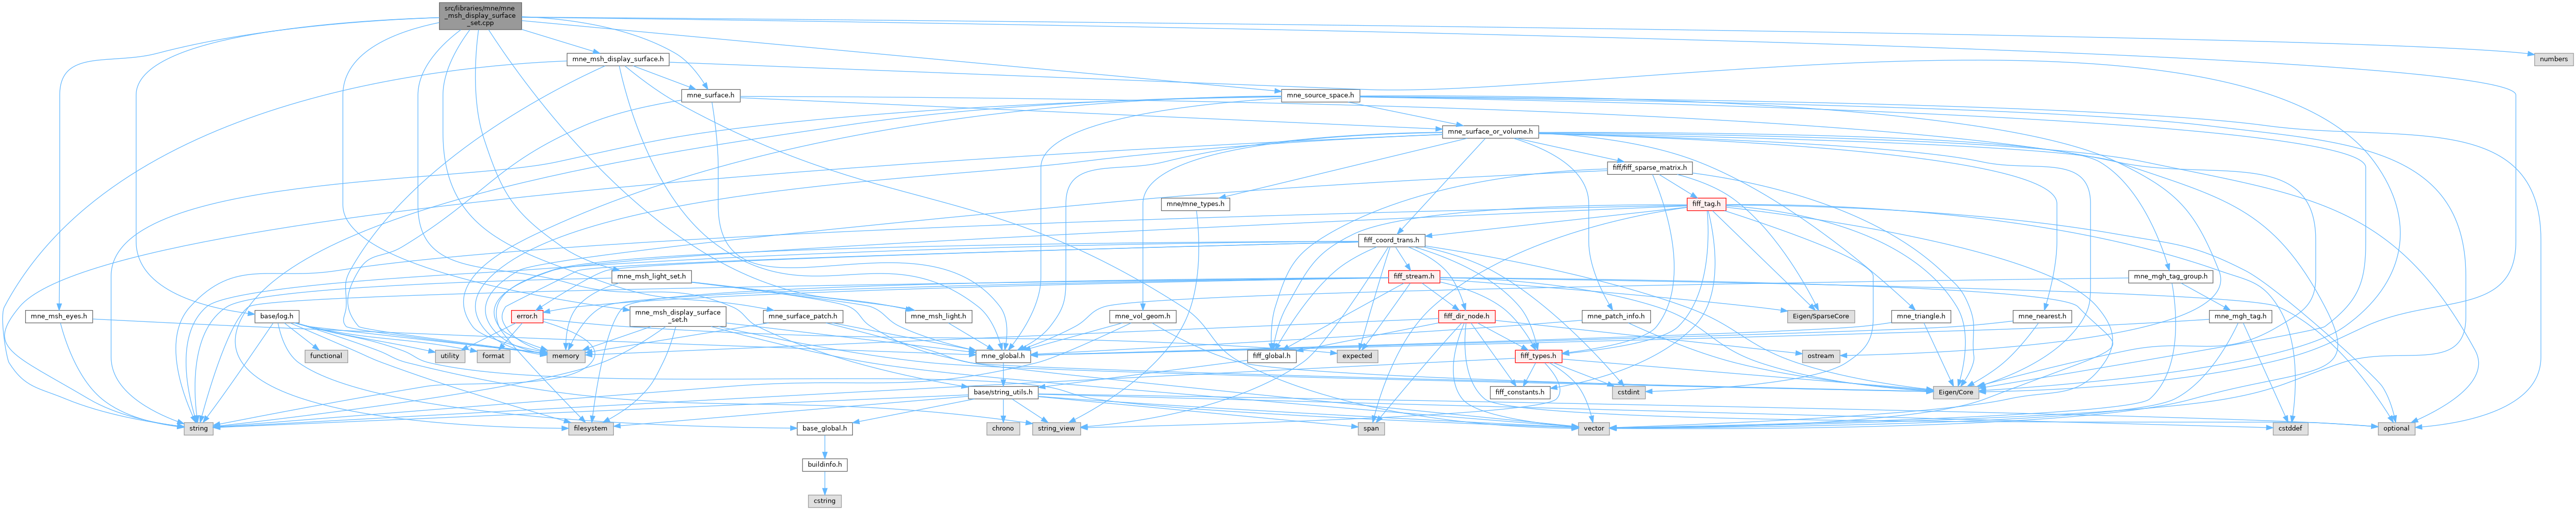 src/libraries/mne/mne
_msh_display_surface
_set.cpp
mne_msh_display_surface.h
numbers
mne_surface.h
mne_source_space.h
mne_surface_or_volume.h
fiff/fiff_sparse_matrix.h
mne/mne_types.h
fiff_tag.h
fiff_coord_trans.h
mne_msh_light_set.h
fiff_stream.h
mne_mgh_tag_group.h
mne_msh_eyes.h
base/log.h
error.h
mne_msh_display_surface
_set.h
mne_surface_patch.h
mne_msh_light.h
mne_vol_geom.h
fiff_dir_node.h
mne_patch_info.h
Eigen/SparseCore
mne_triangle.h
mne_nearest.h
mne_mgh_tag.h
functional
utility
format
memory
mne_global.h
fiff_global.h
expected
fiff_types.h
ostream
base/string_utils.h
fiff_constants.h
cstdint
Eigen/Core
string
filesystem
base_global.h
chrono
string_view
span
vector
cstddef
optional
buildinfo.h
cstring